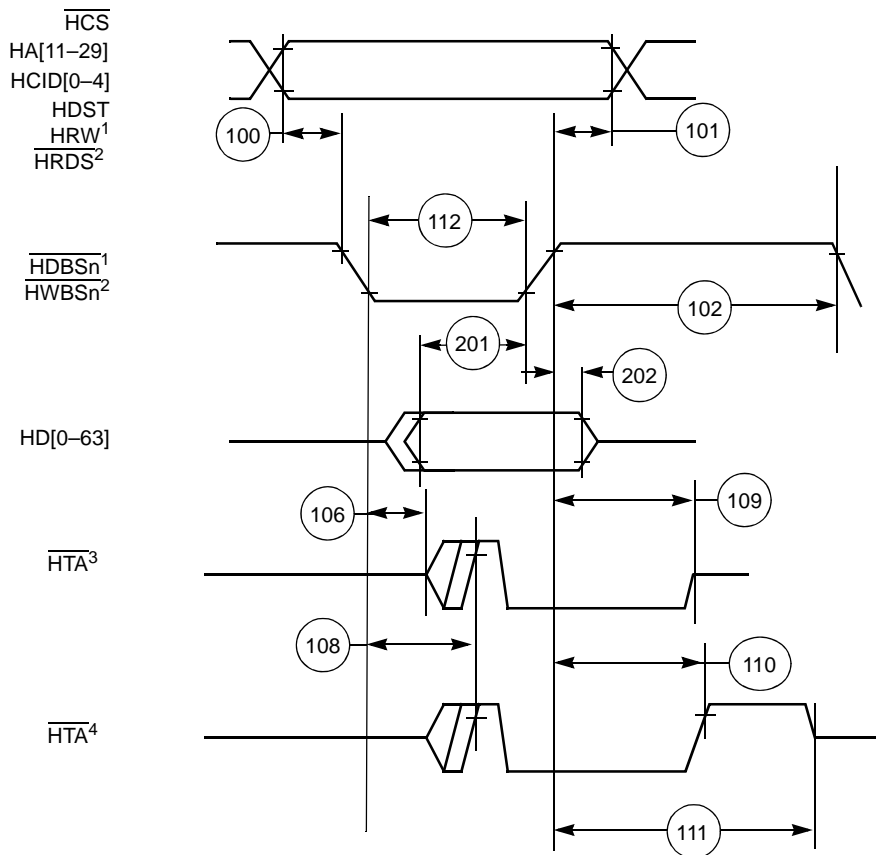 HCS
HA[11–29]
HCID[0–4]
HDST
HRW1
HRDS2
100
101
112
HDBSn1
HWBSn2
102
201
202
HD[0–63]
106
109
HTA3
108
110
HTA4
111